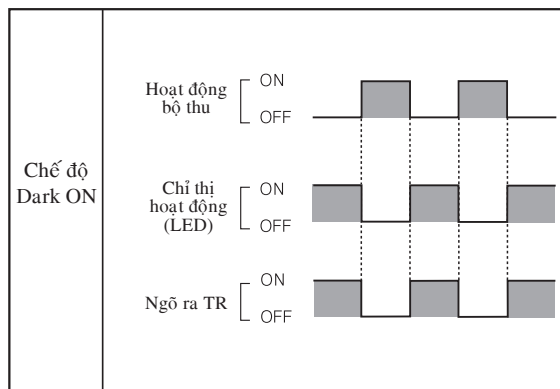 Chế độ
Dark ON
Hoạt động
bộ thu
ON
OFF
Chỉ thị
hoạt động
(LED)
ON
OFF
Ngõ ra TR
ON
OFF